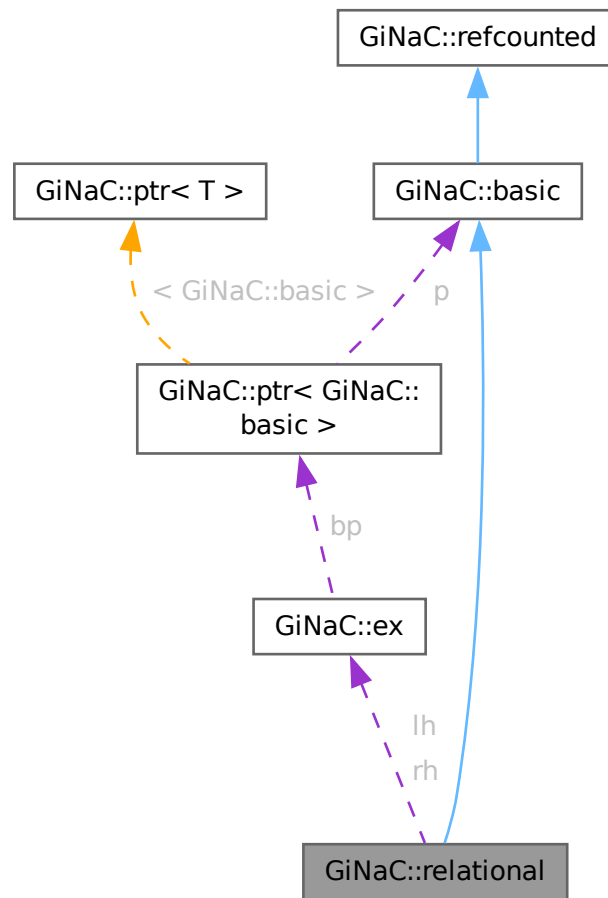 GiNaC::refcounted
GiNaC::ptr< T >
GiNaC::basic
< GiNaC::basic >
p
GiNaC::ptr< GiNaC::
basic >
bp
GiNaC::ex
lh
rh
GiNaC::relational